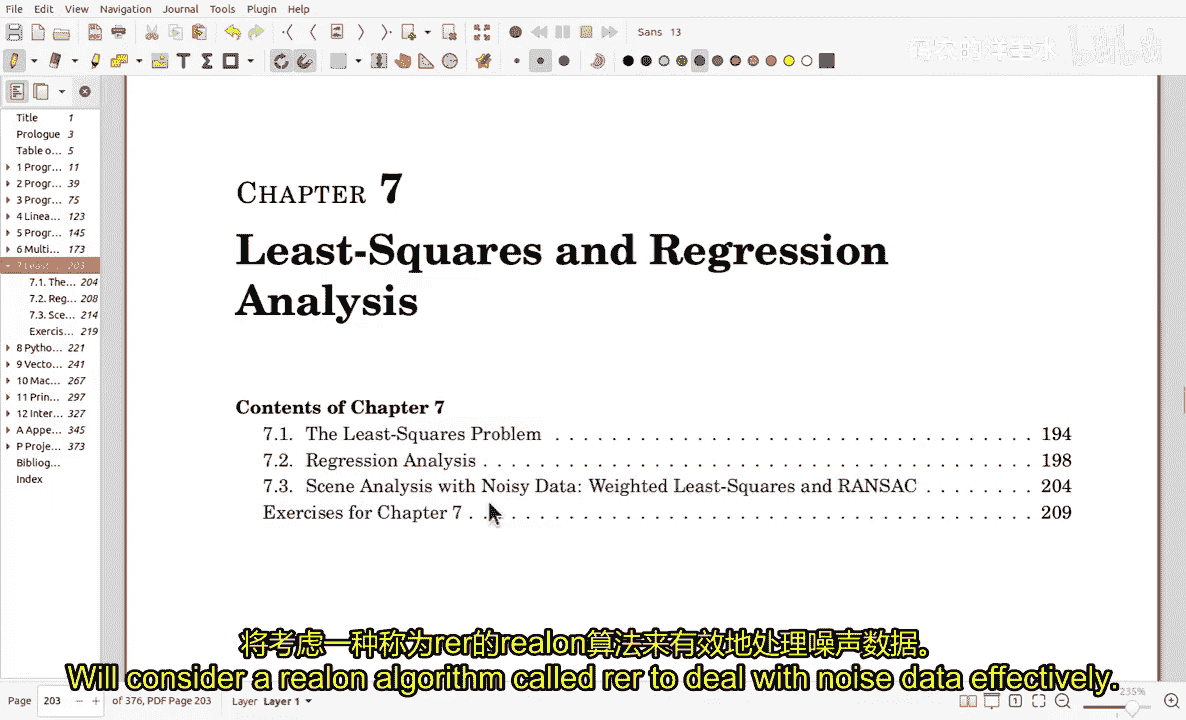 File Edit View Navigation Journal Tools Plugin Help
Sans 13
Title 1
Prologue 3
Table o... 5
1 Progr... 11
2 Progr... 39
3 Progr... 75
4 Linea... 123
5 Progr... 145
6 Multi... 173
7 Least... 203
7.1. The... 204
7.2. Reg... 208
7.3. Sce... 214
Exercis... 219
8 Pytho... 221
9 Vecto... 241
10 Mac... 267
11 Prin... 297
12 Inter... 327
A Appe... 345
P Proje... 373
Bibliog...
Index
CHAPTER 7
Least-Squares and Regression
Analysis
Contents of Chapter 7
7.1. The Least-Squares Problem 194
7.2. Regression Analysis 198
7.3. Scene Analysis with Noisy Data: Weighted Least-Squares and RANSAC 204
Exercises for Chapter 7 209
将考虑一种称为rer的realon算法来有效地处理噪声数据。
Will consider a realon algorithm called rer to deal with noise data effectively.
Page 203 − + of 376, PDF Page 203 Layer Layer 1 235%